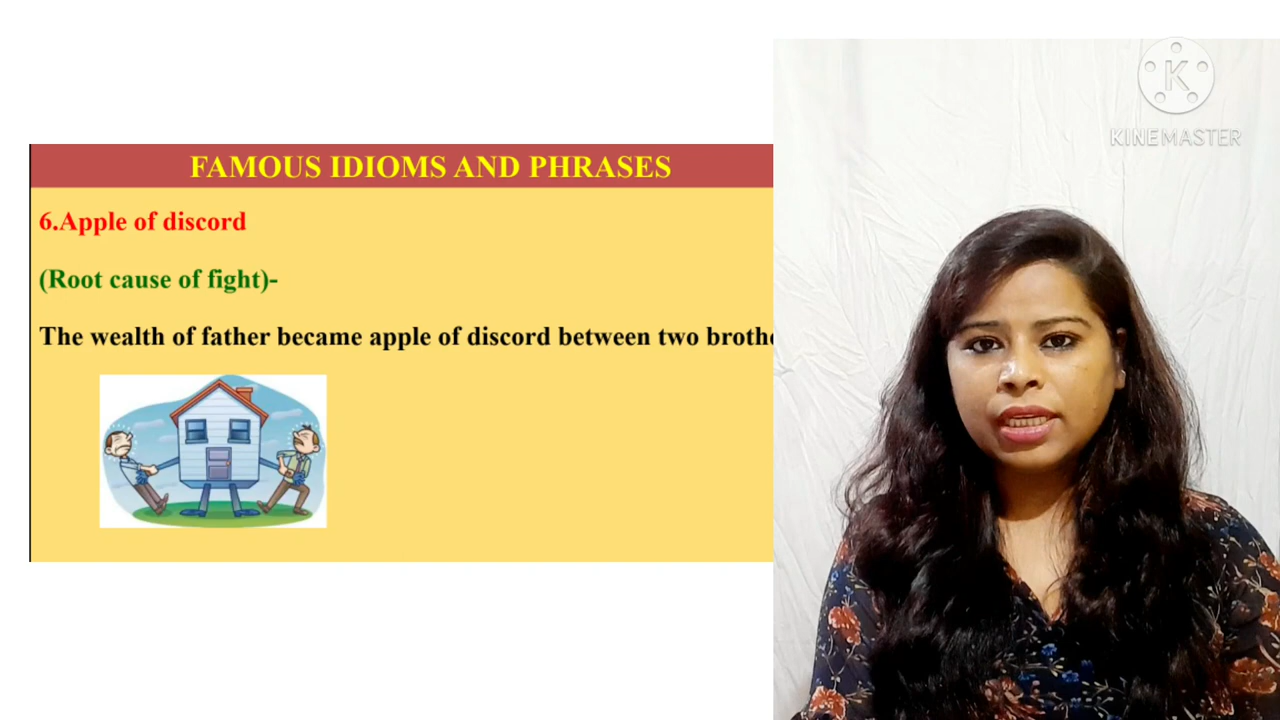 FAMOUS IDIOMS AND PHRASES
6.Apple of discord
(Root cause of fight)-
The wealth of father became apple of discord between two
K
KINEMASTER